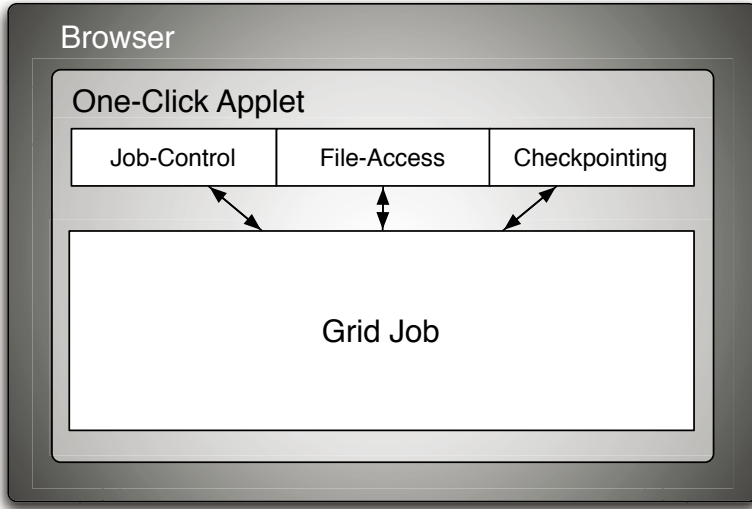 Browser
One-Click Applet
Job-Control
File-Access
Checkpointing
Grid Job